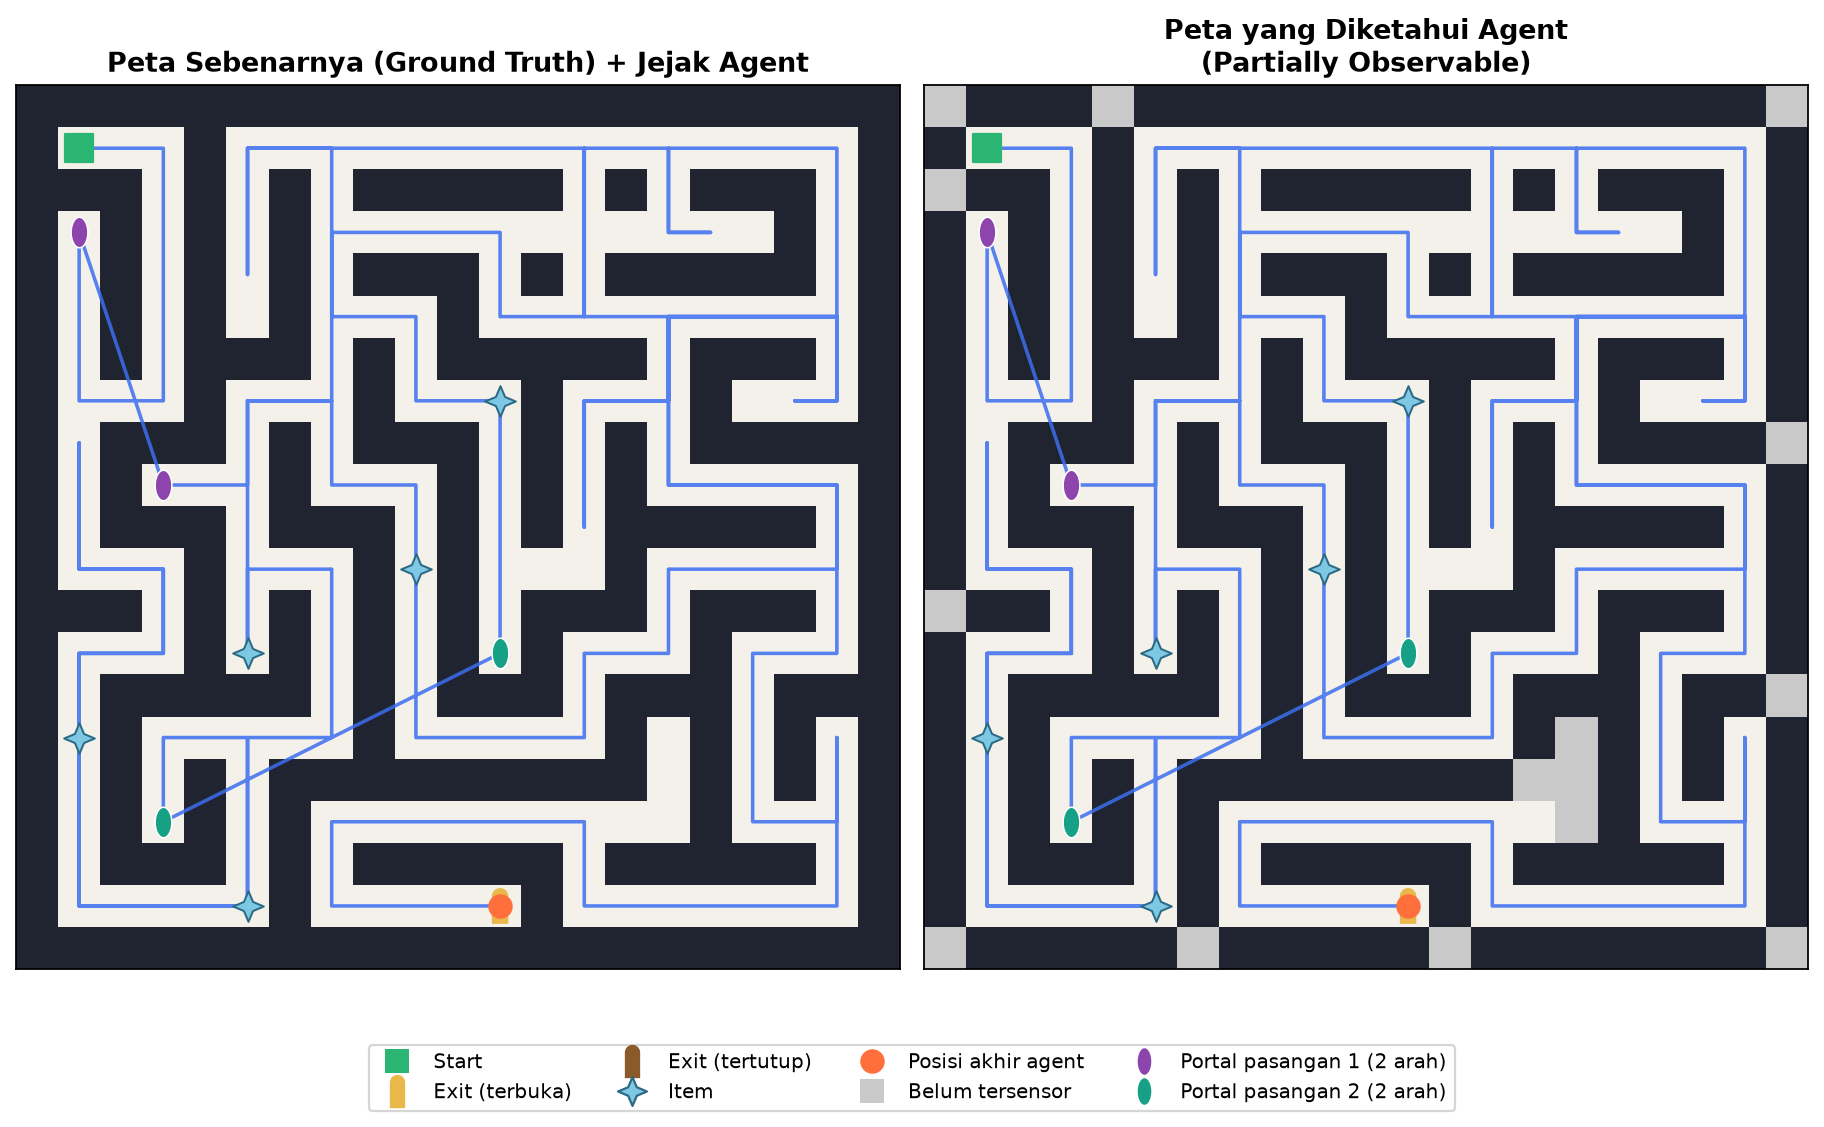 Peta Sebenarnya (Ground Truth) + Jejak Agent
Peta yang Diketahui Agent
(Partially Observable)
Start
Exit (terbuka)
Exit (tertutup)
Item
Posisi akhir agent
Belum tersensor
Portal pasangan 1 (2 arah)
Portal pasangan 2 (2 arah)